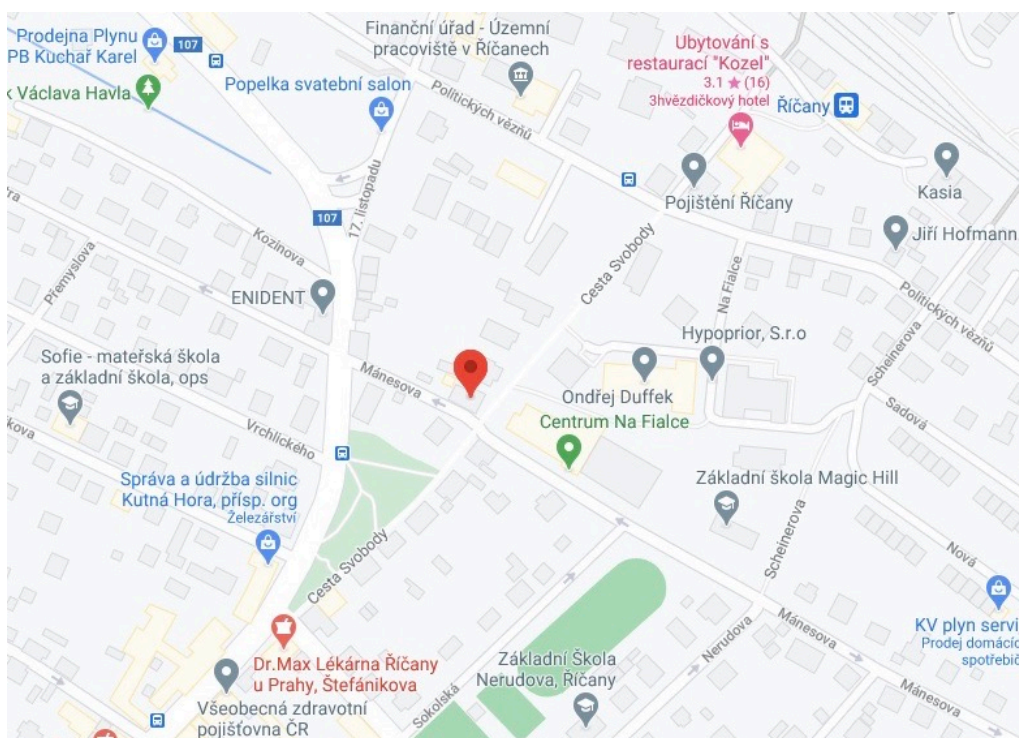 Prodejna Plynu
PB Kuchař Karel
107
Finanční úřad - Územní
pracoviště v Říčanech
Ubytování s
restaurací "Kozel"
3.1 ★ (16)
3hvězdičkový hotel
k Václava Havla
Popelka svatební salon
Politických vězňů
Říčany
Kasia
Pojištění Říčany
Jiří Hofmann
17. listopadu
107
Kozinova
Přemyslova
ENIDENT
Cesta Svobody
Na Fialce
Politických vězňů
Hypoprior, S.r.o
Scheinerova
Sofie - mateřská škola
a základní škola, ops
Mánesova
Ondřej Duffek
Centrum Na Fialce
Sadová
Vrchlického
Správa a údržba silnic
Kutná Hora, přísp. org
Železářství
Základní škola Magic Hill
Scheinerova
Nová
Cesta Svobody
KV plyn servi
Prodej domácíc
spotřebič
Mánesova
Nerudova
Dr.Max Lékárna Říčany
u Prahy, Štefánikova
Základní Škola
Nerudova, Říčany
Mánesova
Sokolská
Všeobecná zdravotní
pojišťovna ČR